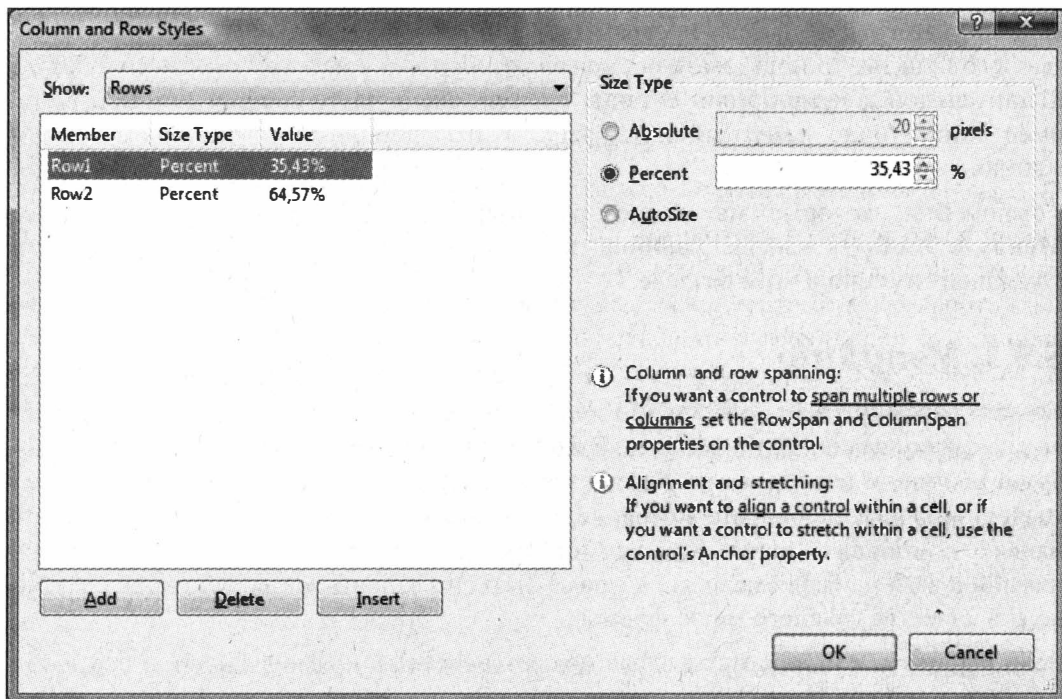 Column and Row Styles
Show: Rows
Member Size Type Value
Row1 Percent 35,43%
Row2 Percent 64,57%
Add Delete Insert
Size Type
Absolute 20 pixels
Percent 35,43 %
AutoSize
Column and row spanning:
If you want a control to span multiple rows or
columns, set the RowSpan and ColumnSpan
properties on the control.
Alignment and stretching:
If you want to align a control within a cell, or if
you want a control to stretch within a cell, use the
control's Anchor property.
OK Cancel